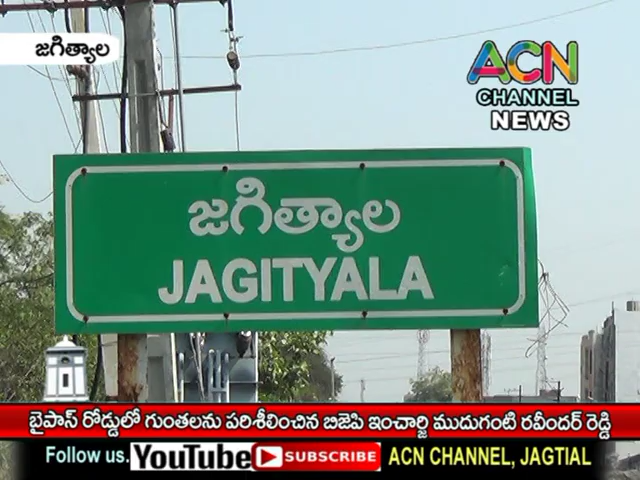 జగిత్యాల
ACN
CHANNEL
NEWS
జగిత్యాల
JAGITYALA
బైపాస్ రోడ్డులో గుంతలను పరిశీలించిన బిజెపి ఇంచార్జి ముదుగంటి రవీందర్ రెడ్డి
Follow us. YouTube SUBSCRIBE ACN CHANNEL, JAGTIAL